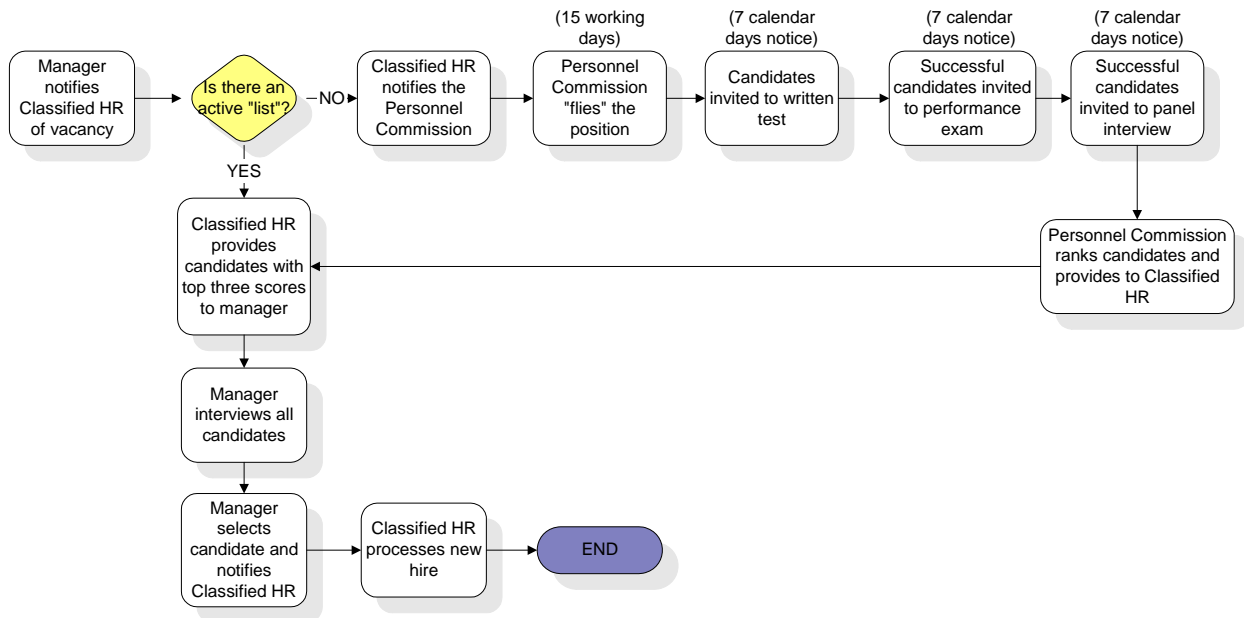 (15 working
days)
(7 calendar
days notice)
(7 calendar
days notice)
(7 calendar
days notice)
Manager
notifies
Classified HR
of vacancy
Is there an
active "list"?
NO
Classified HR
notifies the
Personnel
Commission
Personnel
Commission
"flies" the
position
Candidates
invited to written
test
Successful
candidates invited
to performance
exam
Successful
candidates
invited to panel
interview
YES
Classified HR
provides
candidates with
top three scores
to manager
Personnel Commission
ranks candidates and
provides to Classified
HR
Manager
interviews all
candidates
Manager
selects
candidate and
notifies
Classified HR
Classified HR
processes new
hire
END